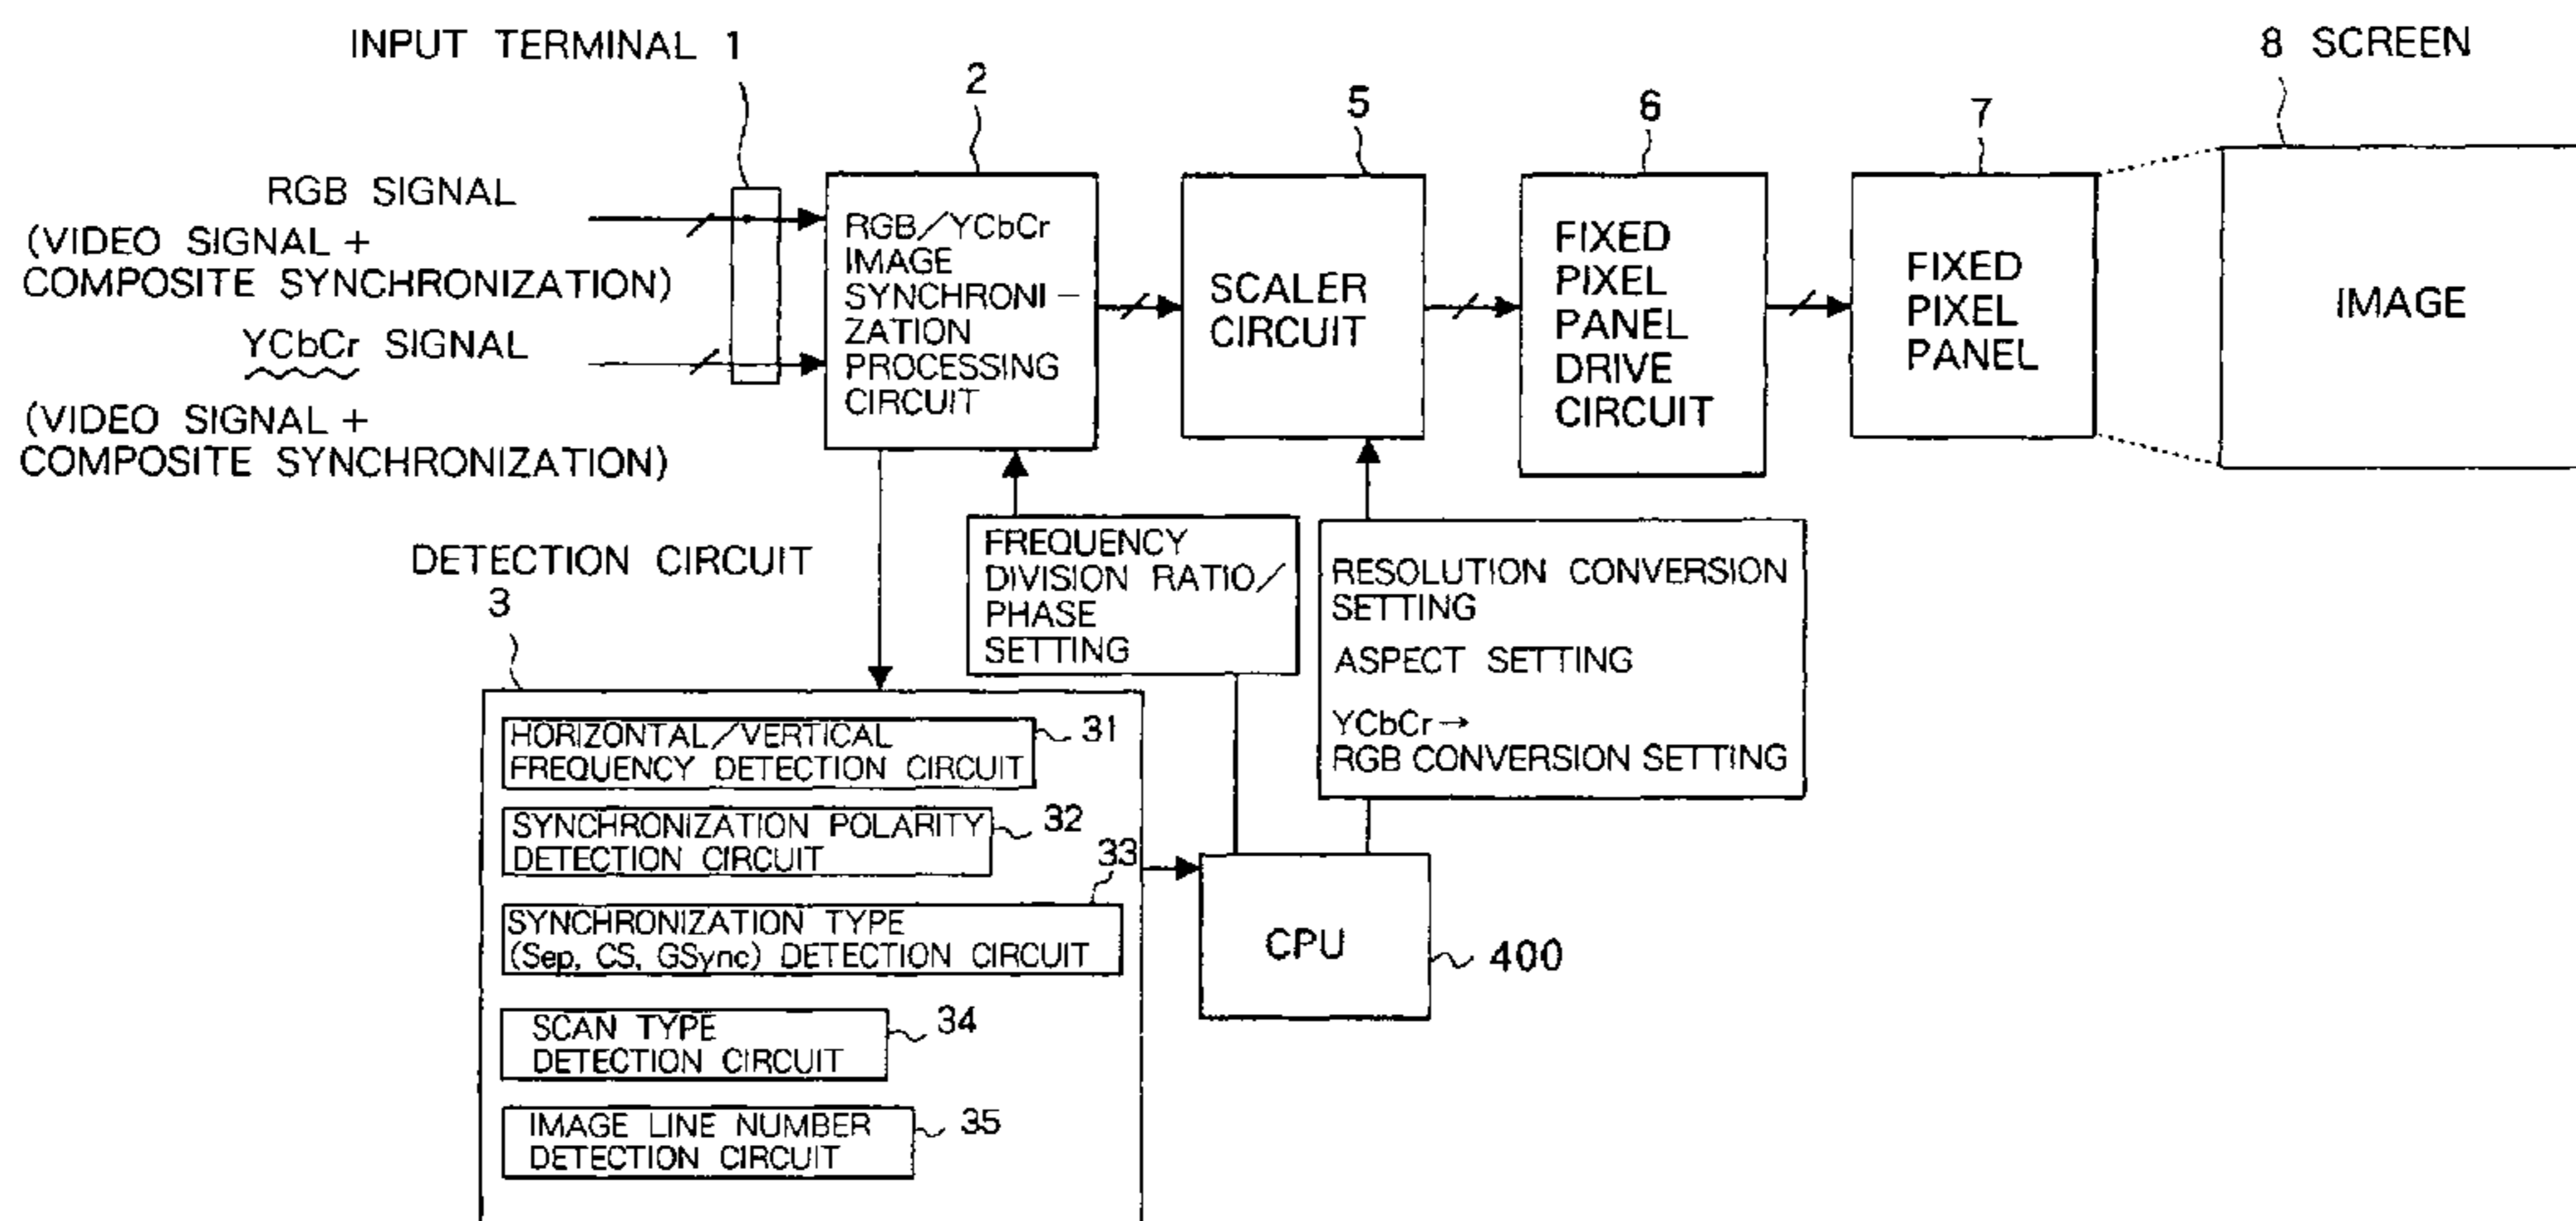 INPUT TERMINAL 1
2
5
6
7
8 SCREEN
RGB SIGNAL
(VIDEO SIGNAL +
COMPOSITE SYNCHRONIZATION)
YCbCr SIGNAL
(VIDEO SIGNAL +
COMPOSITE SYNCHRONIZATION)
RGB/YCbCr
IMAGE
SYNCHRONI-
ZATION
PROCESSING
CIRCUIT
SCALER
CIRCUIT
FIXED
PIXEL
PANEL
DRIVE
CIRCUIT
FIXED
PIXEL
PANEL
IMAGE
DETECTION CIRCUIT
3
FREQUENCY
DIVISION RATIO/
PHASE
SETTING
RESOLUTION CONVERSION
SETTING
ASPECT SETTING
YCbCr→
RGB CONVERSION SETTING
HORIZONTAL/VERTICAL
FREQUENCY DETECTION CIRCUIT
31
SYNCHRONIZATION POLARITY
DETECTION CIRCUIT
32
33
SYNCHRONIZATION TYPE
(Sep, CS, GSync) DETECTION CIRCUIT
SCAN TYPE
DETECTION CIRCUIT
34
IMAGE LINE NUMBER
DETECTION CIRCUIT
35
CPU
400